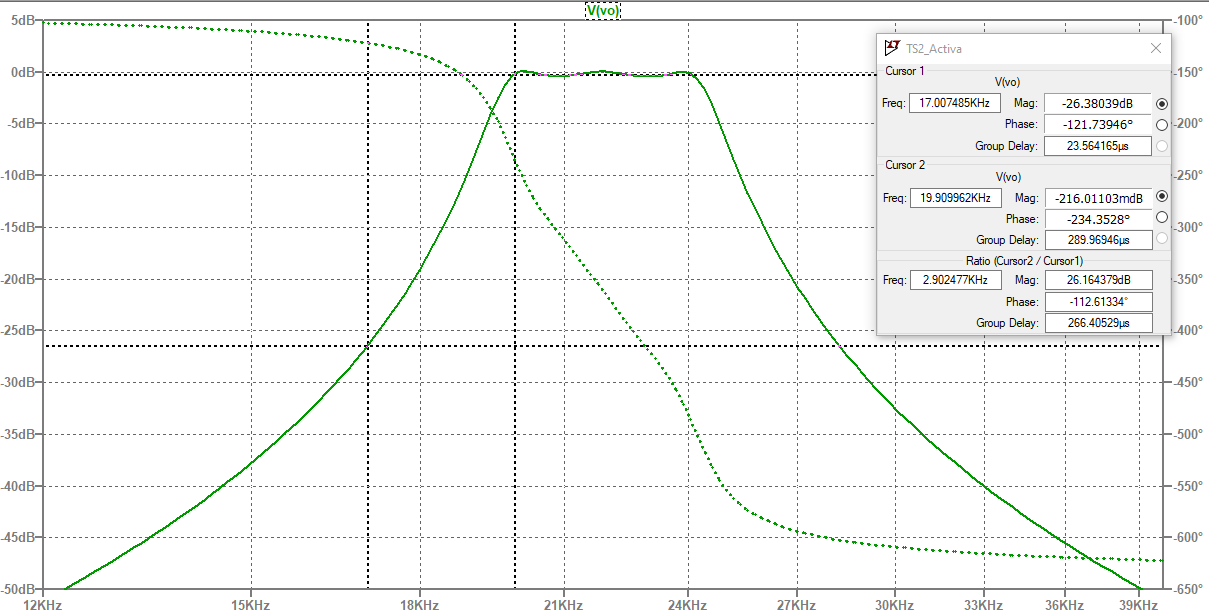 V(vo)
5dB
0dB
-5dB
-10dB
-15dB
-20dB
-25dB
-30dB
-35dB
-40dB
-45dB
-50dB
12KHz 15KHz 18KHz 21KHz 24KHz 27KHz 30KHz 33KHz 36KHz 39KHz
-100°
-150°
-200°
-250°
-300°
-350°
-400°
-450°
-500°
-550°
-600°
-650°
TS2_Activa
Cursor 1
V(vo)
Freq: 17.007485KHz Mag: -26.38039dB
Phase: -121.73946°
Group Delay: 23.564165µs
Cursor 2
V(vo)
Freq: 19.909962KHz Mag: -216.01103mdB
Phase: -234.3528°
Group Delay: 289.96946µs
Ratio (Cursor2 / Cursor1)
Freq: 2.902477KHz Mag: 26.164379dB
Phase: -112.61334°
Group Delay: 266.40529µs